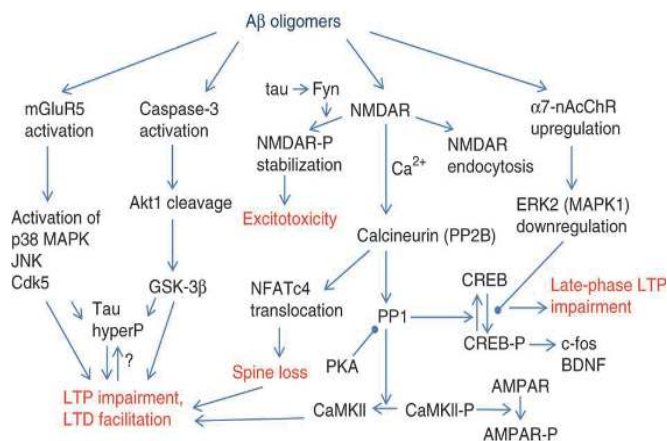 Aβ oligomers
mGluR5
activation
Caspase-3
activation
tau
Fyn
NMDAR
α7-nAcChR
upregulation
NMDAR-P
stabilization
NMDAR
endocytosis
Ca2+
Akt1 cleavage
Excitotoxicity
ERK2 (MAPK1)
downregulation
Activation of
p38 MAPK
JNK
Cdk5
Calcineurin (PP2B)
GSK-3β
NFATc4
translocation
CREB
Late-phase LTP
impairment
Tau
hyperP
?
PP1
CREB-P
c-fos
BDNF
Spine loss
PKA
LTP impairment,
LTD facilitation
CaMKII
CaMKII-P
AMPAR
AMPAR-P